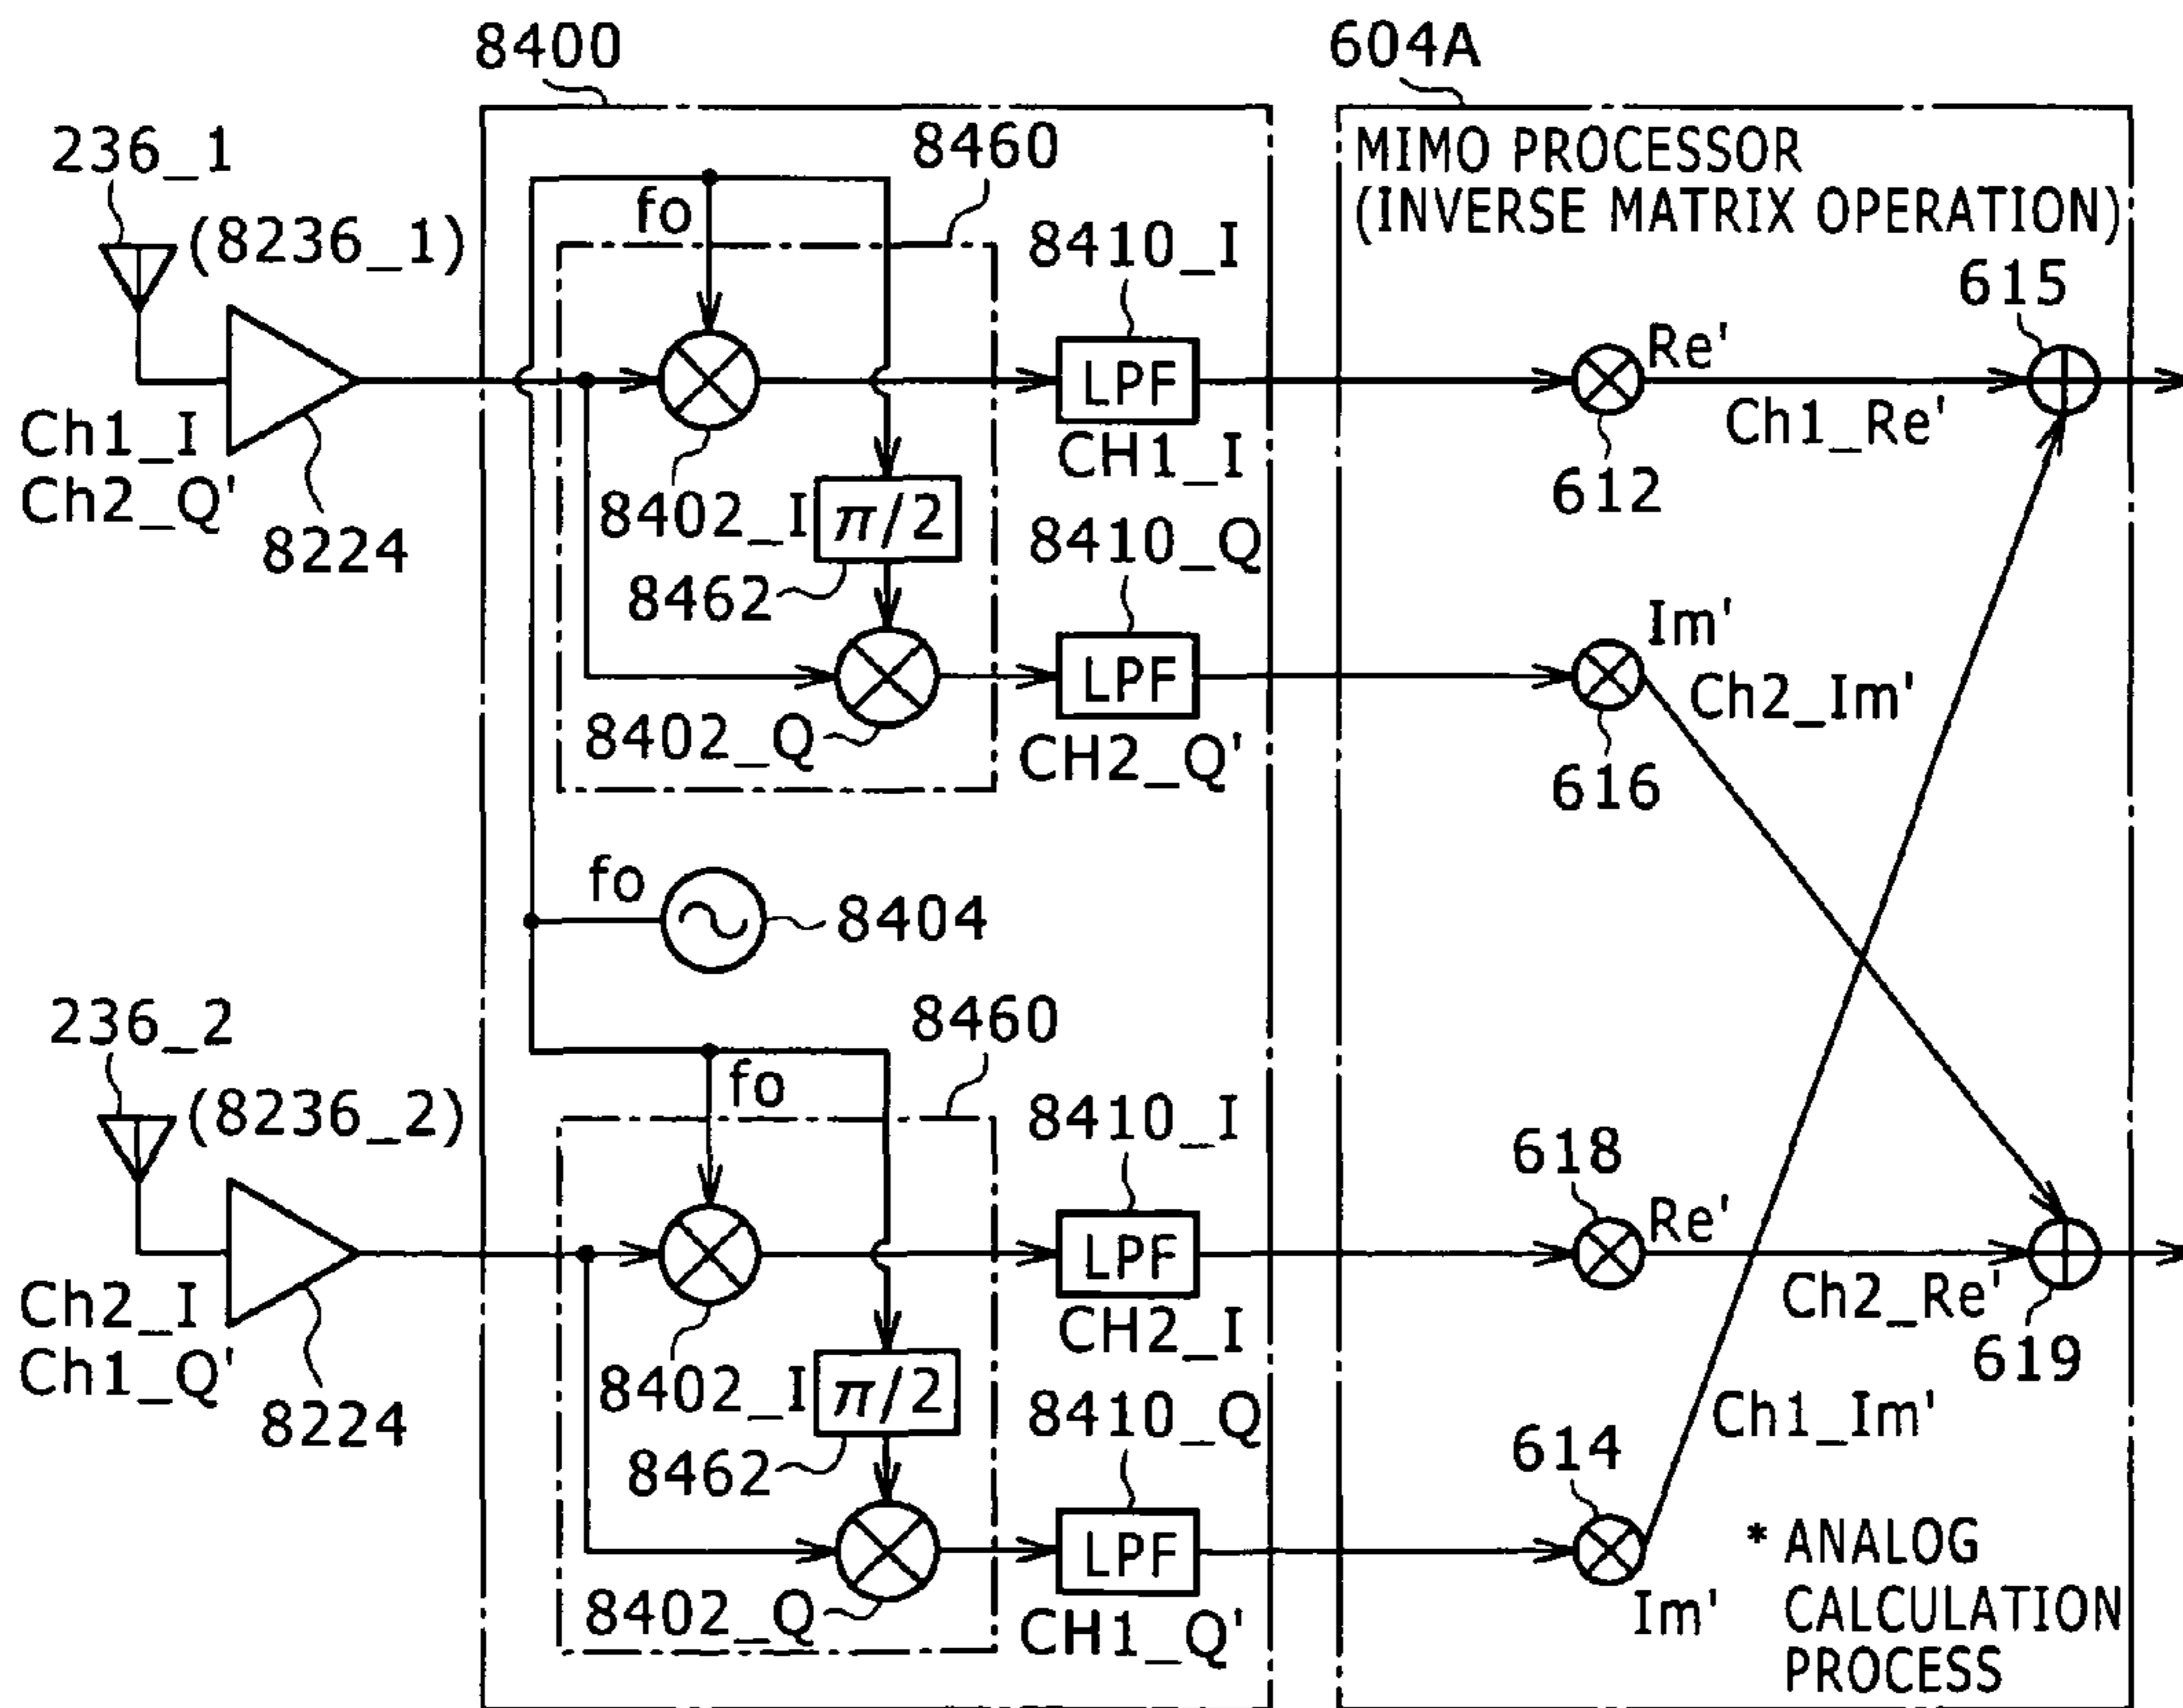 8400
604A
236_1
(8236_1)
8460
fo
MIMO PROCESSOR
(INVERSE MATRIX OPERATION)
8410_I
615
LPF
Re'
Ch1_Re'
Ch1_I
Ch2_Q'
8224
CH1_I
612
8402_I
π/2
8462
8410_Q
LPF
Im'
Ch2_Im'
8402_Q
CH2_Q'
616
fo
8404
236_2
(8236_2)
8460
fo
8410_I
618
LPF
Re'
Ch2_Re'
Ch2_I
Ch1_Q'
8224
CH2_I
619
8402_I
π/2
8462
8410_Q
Ch1_Im'
614
LPF
Im'
8402_Q
CH1_Q'
* ANALOG
CALCULATION
PROCESS